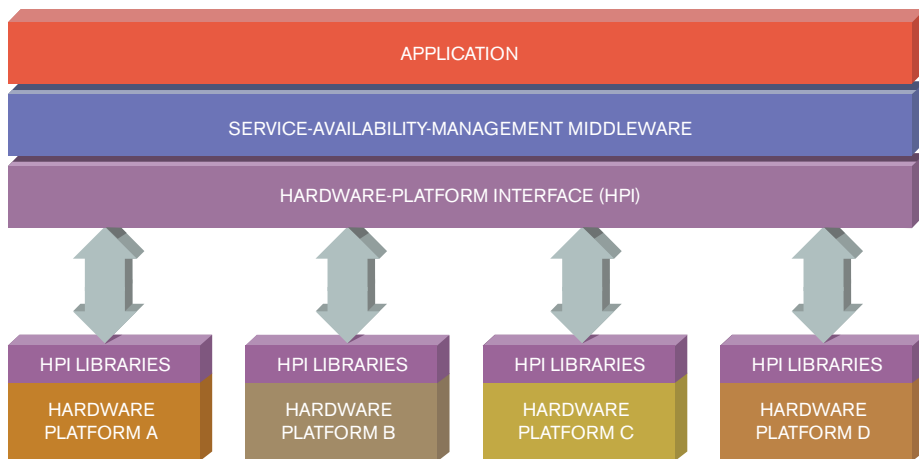 APPLICATION
SERVICE-AVAILABILITY-MANAGEMENT MIDDLEWARE
HARDWARE-PLATFORM INTERFACE (HPI)
HPI LIBRARIES
HARDWARE
PLATFORM A
HPI LIBRARIES
HARDWARE
PLATFORM B
HPI LIBRARIES
HARDWARE
PLATFORM C
HPI LIBRARIES
HARDWARE
PLATFORM D